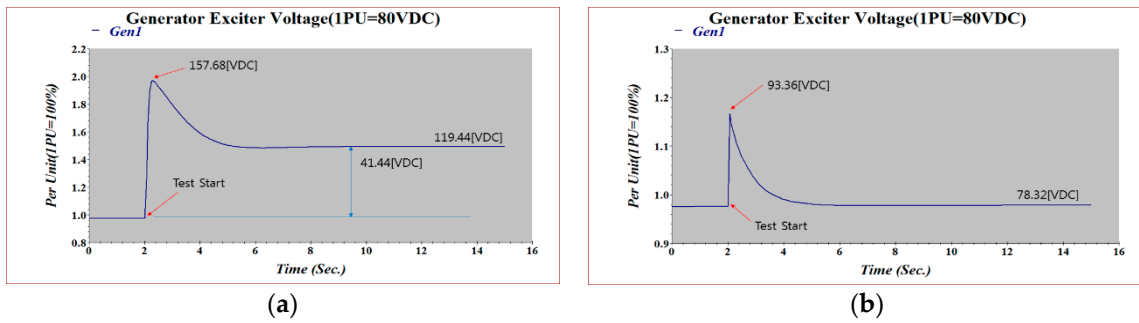 Generator Exciter Voltage(1PU=80VDC)
Gen1
Per Unit(1PU=100%)
2.2
2.0
1.8
1.6
1.4
1.2
1.0
0.8
157.68[VDC]
119.44[VDC]
41.44[VDC]
Test Start
0 2 4 6 8 10 12 14 16
Time (Sec.)
(a)
Generator Exciter Voltage(1PU=80VDC)
Gen1
Per Unit(1PU=100%)
1.3
1.2
1.1
1.0
0.9
93.36[VDC]
78.32[VDC]
Test Start
0 2 4 6 8 10 12 14 16
Time (Sec.)
(b)